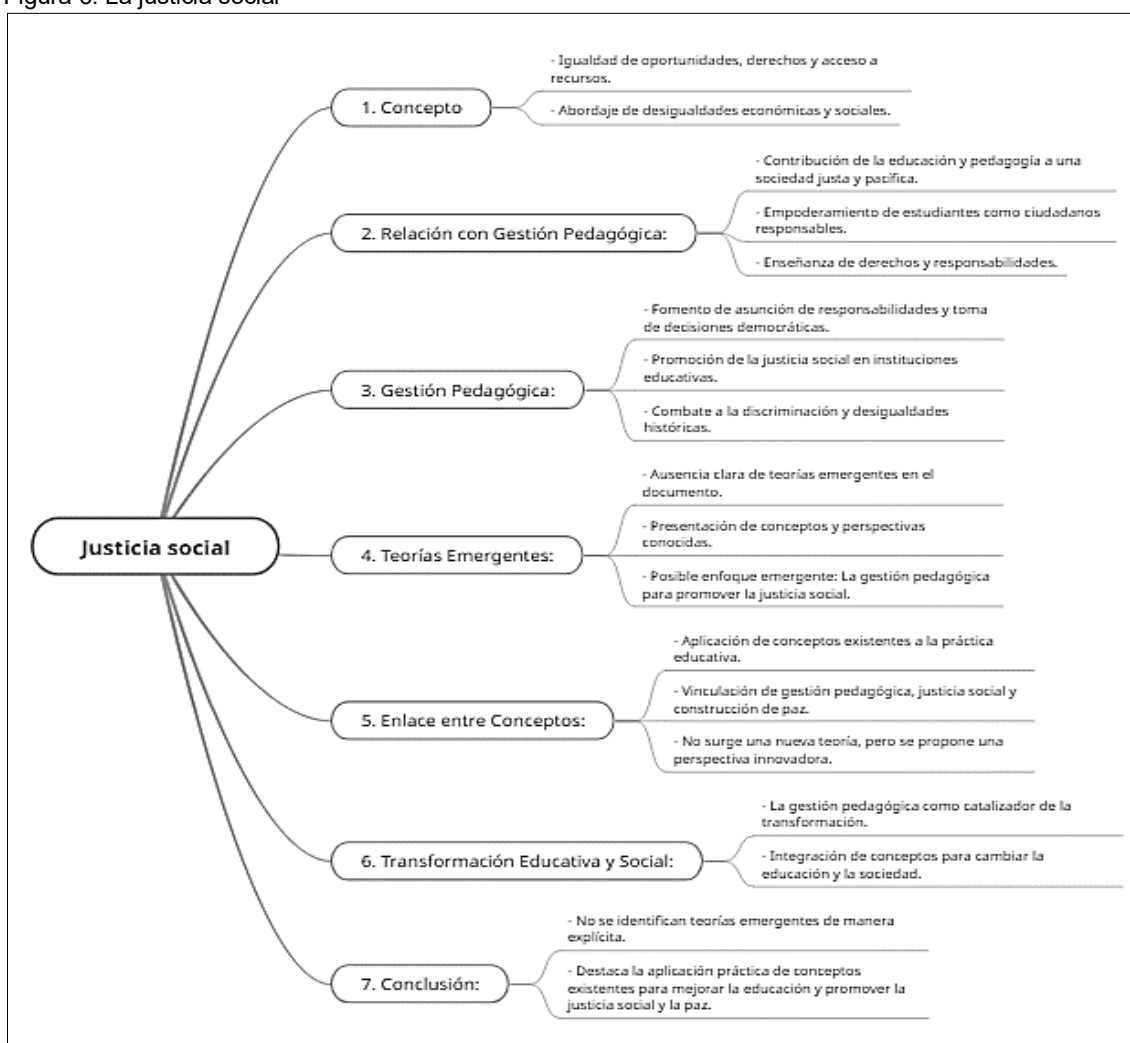 1. Concepto
- Igualdad de oportunidades, derechos y acceso a
recursos.
- Abordaje de desigualdades económicas y sociales.
2. Relación con Gestión Pedagógica:
- Contribución de la educación y pedagogía a una
sociedad justa y pacífica.
- Empoderamiento de estudiantes como ciudadanos
responsables.
- Enseñanza de derechos y responsabilidades.
3. Gestión Pedagógica:
- Fomento de asunción de responsabilidades y toma
de decisiones democráticas.
- Promoción de la justicia social en instituciones
educativas.
- Combate a la discriminación y desigualdades
históricas.
Justicia social
4. Teorías Emergentes:
- Ausencia clara de teorías emergentes en el
documento.
- Presentación de conceptos y perspectivas
conocidas.
- Posible enfoque emergente: La gestión pedagógica
para promover la justicia social.
5. Enlace entre Conceptos:
- Aplicación de conceptos existentes a la práctica
educativa.
- Vinculación de gestión pedagógica, justicia social y
construcción de paz.
- No surge una nueva teoría, pero se propone una
perspectiva innovadora.
6. Transformación Educativa y Social:
- La gestión pedagógica como catalizador de la
transformación.
- Integración de conceptos para cambiar la
educación y la sociedad.
7. Conclusión:
- No se identifican teorías emergentes de manera
explícita.
- Destaca la aplicación práctica de conceptos
existentes para mejorar la educación y promover la
justicia social y la paz.